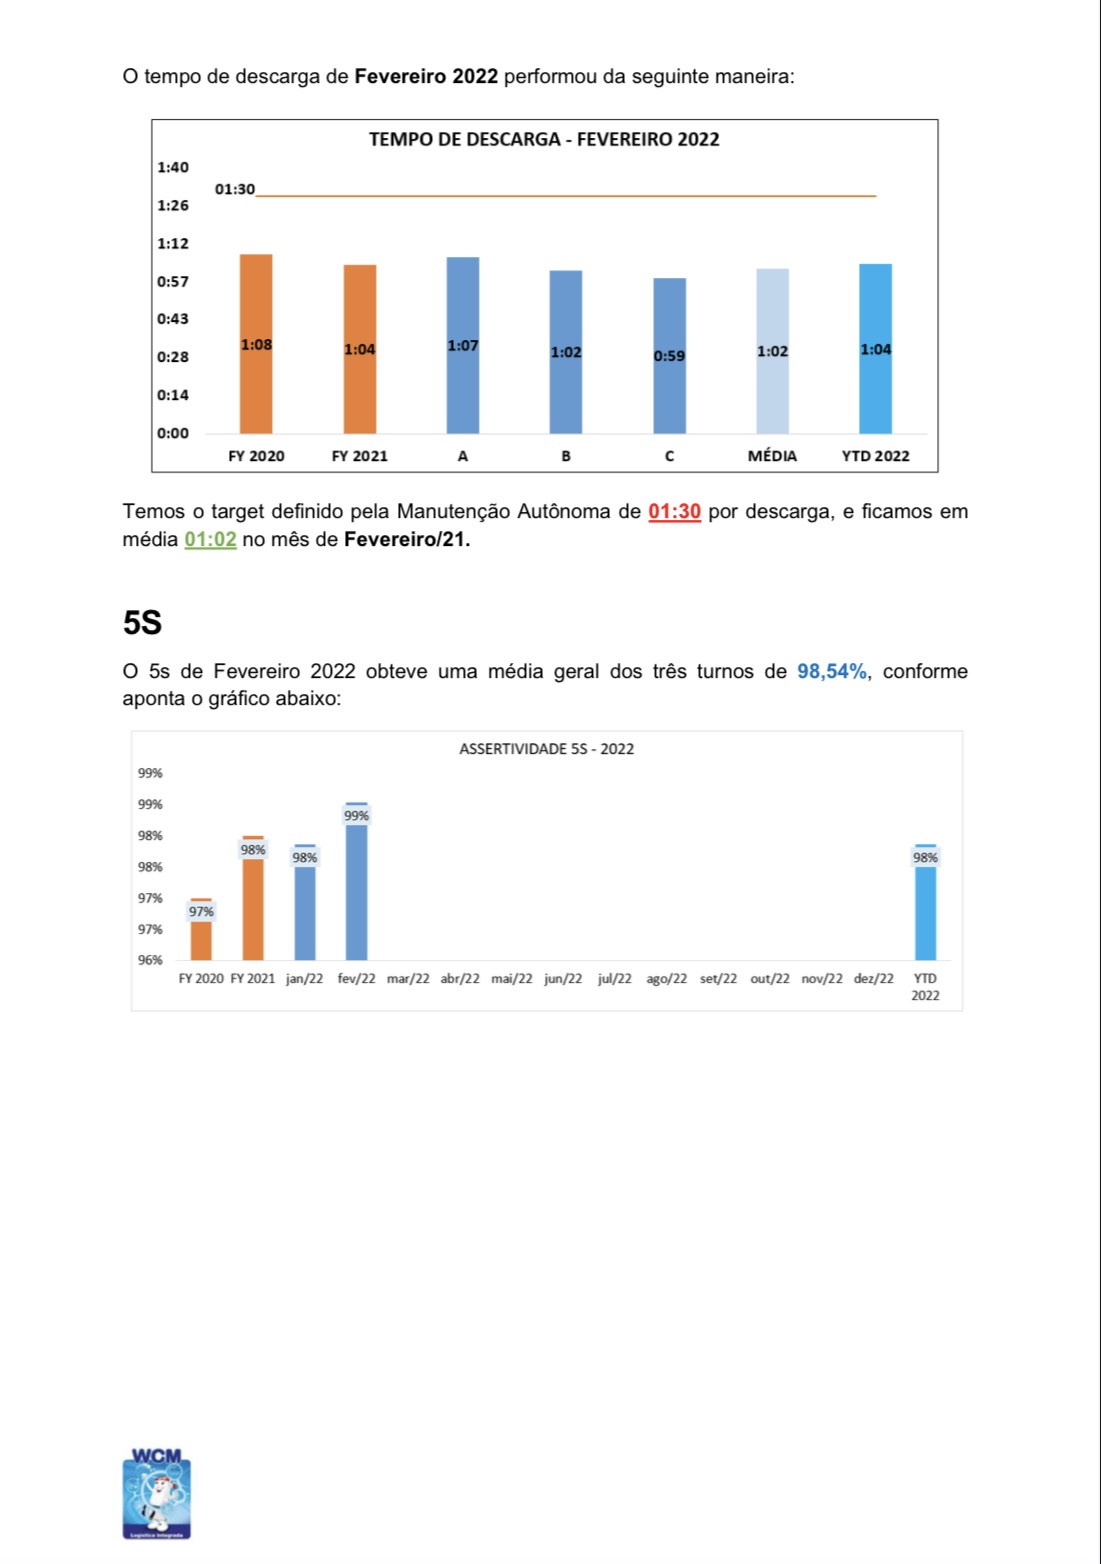 O tempo de descarga de Fevereiro 2022 performou da seguinte maneira:
TEMPO DE DESCARGA - FEVEREIRO 2022
1:40
01:30
1:26
1:12
0:57
0:43
0:28
0:14
0:00
1:08
1:04
1:07
1:02
0:59
1:02
1:04
FY 2020 FY 2021 A B C MÉDIA YTD 2022
Temos o target definido pela Manutenção Autônoma de 01:30 por descarga, e ficamos em
média 01:02 no mês de Fevereiro/21.
5S
O 5s de Fevereiro 2022 obteve uma média geral dos três turnos de 98,54%, conforme
aponta o gráfico abaixo:
ASSERTIVIDADE 5S - 2022
99%
99%
98%
98%
97%
97%
96%
97%
98%
98%
99%
98%
FY 2020 FY 2021 jan/22 fev/22 mar/22 abr/22 mai/22 jun/22 jul/22 ago/22 set/22 out/22 nov/22 dez/22 YTD
2022
WCM
Logística Integrada